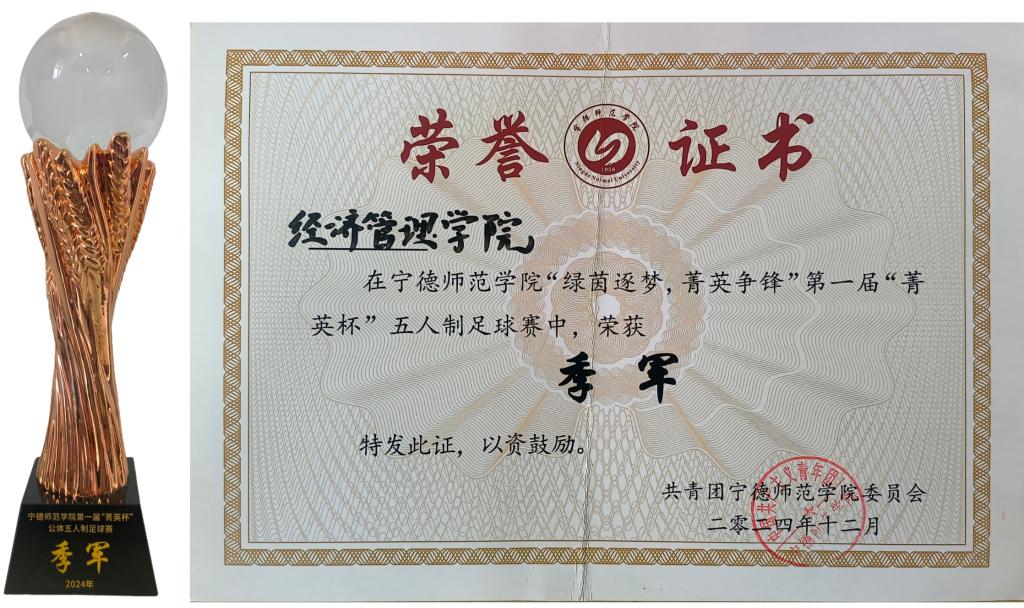 宁德师范学院第一届“菁英杯”
公体五人制足球赛
季军
2024年
荣誉证书
宁德师范学院
1958
Ningde Normal University
经济管理学院
在宁德师范学院“绿茵逐梦，菁英争锋”第一届“菁
英杯”五人制足球赛中，荣获
季军
特发此证，以资鼓励。
共青团宁德师范学院委员会
二零二四年十二月